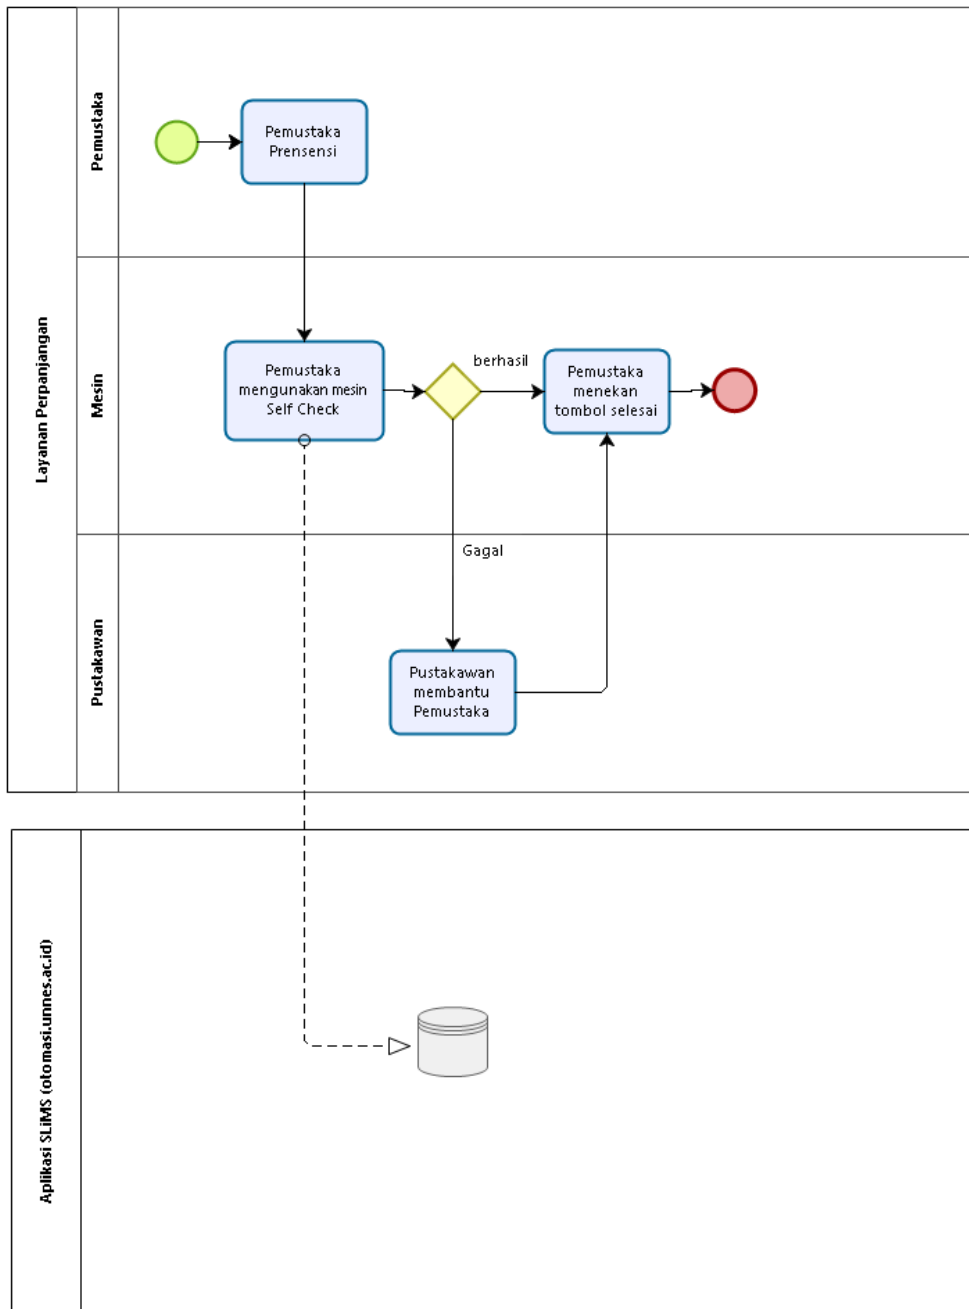 Layanan Perpanjangan
Pemustaka
Pemustaka
Prensensi
Mesin
Pemustaka
mengunakan mesin
Self Check
berhasil
Pemustaka
menekan
tombol selesai
Pustakawan
Gagal
Pustakawan
membantu
Pemustaka
Aplikasi SLiMS (otomasi.unnes.ac.id)